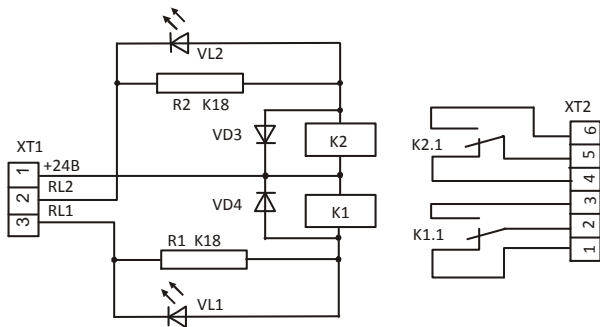 VL2
R2 K18
XT1
1 +24В
2 RL2
3 RL1
VD3
K2
VD4
K1
R1 K18
VL1
XT2
K2.1
6
5
4
K1.1
3
2
1